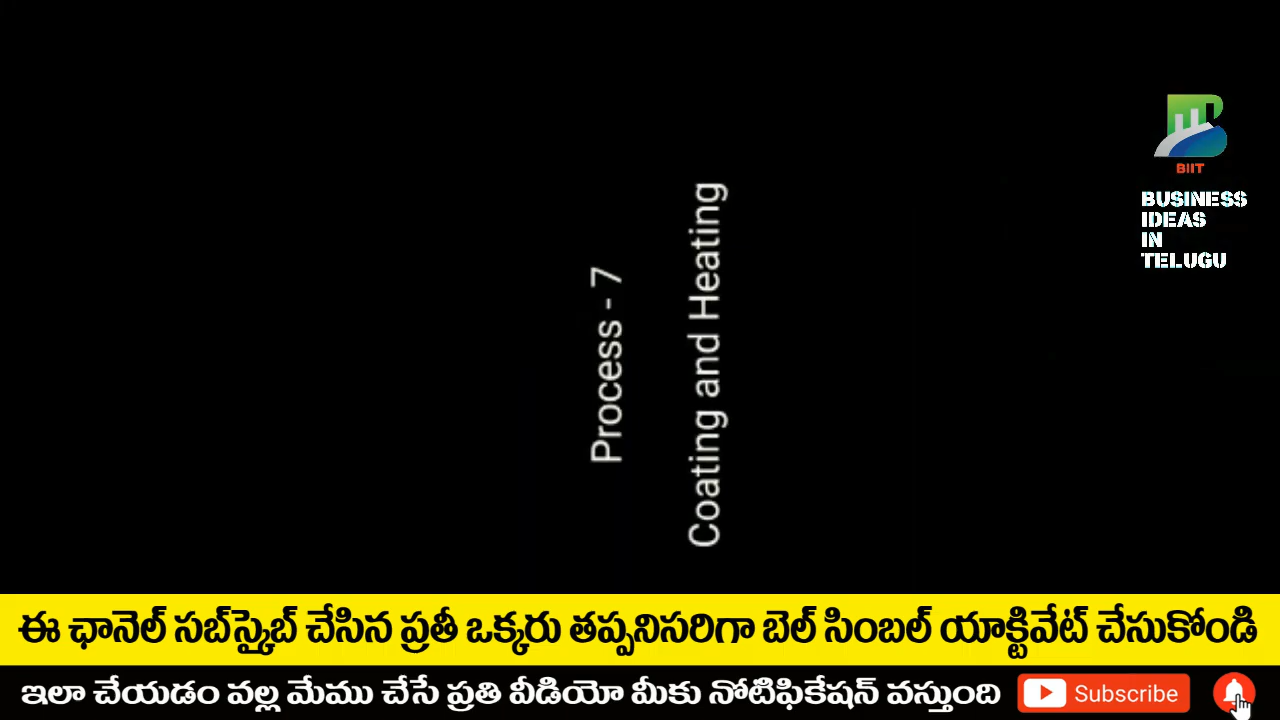 Process - 7
Coating and Heating
BIIT
BUSINESS
IDEAS
IN
TELUGU
ఈ ఛానెల్ సబ్‌స్క్రైబ్ చేసిన ప్రతీ ఒక్కరు తప్పనిసరిగా బెల్ సింబల్ యాక్టివేట్ చేసుకోండి
ఇలా చేయడం వల్ల మేము చేసే ప్రతి వీడియో మీకు నోటిఫికేషన్ వస్తుంది
Subscribe